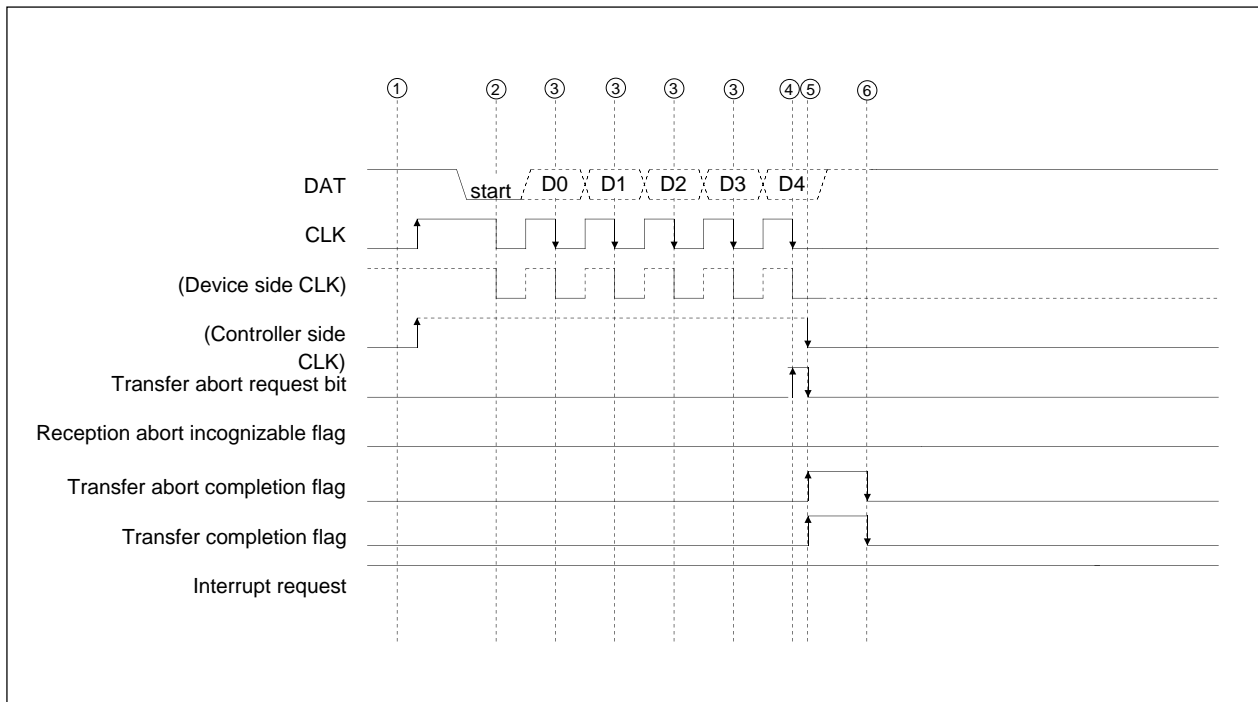 ① ② ③ ③ ③ ③ ④ ⑤ ⑥
DAT
start D0 D1 D2 D3 D4
CLK
(Device side CLK)
(Controller side
CLK)
Transfer abort request bit
Reception abort incognizable flag
Transfer abort completion flag
Transfer completion flag
Interrupt request